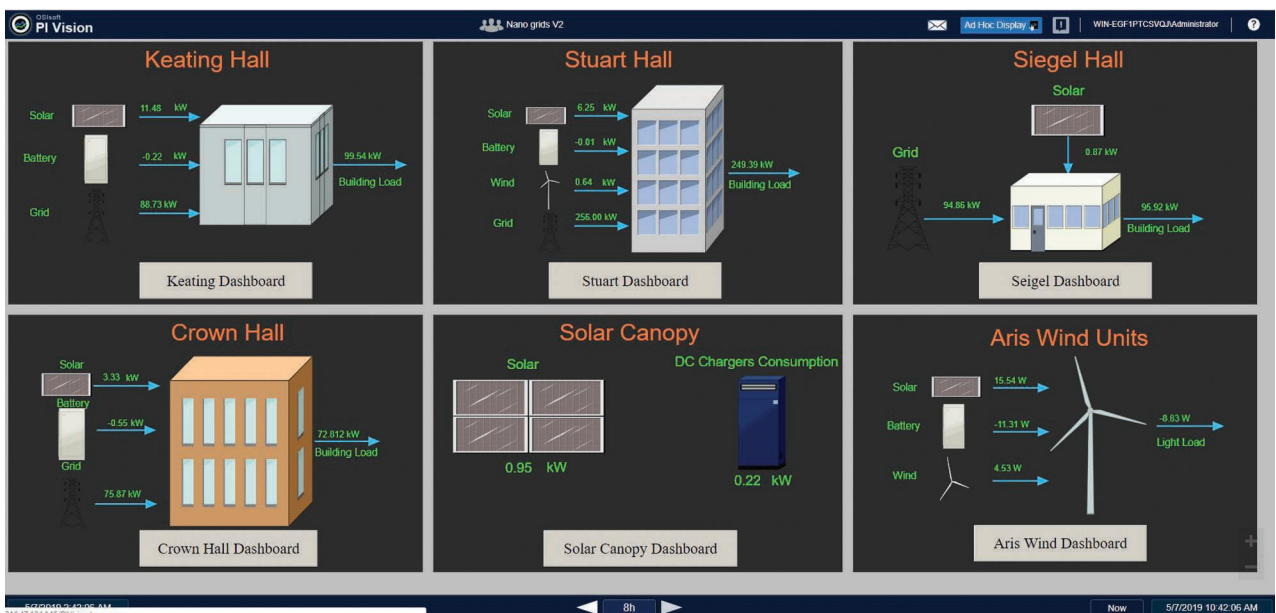 OSIsoft
PI Vision
Nano grids V2
Ad Hoc Display
WIN-EGF1PTCSVQJ\Administrator
?
Keating Hall
Solar
11.48 kW
Battery
-0.22 kW
99.54 kW
Building Load
Grid
88.73 kW
Keating Dashboard
Stuart Hall
Solar
6.25 kW
Battery
-0.01 kW
Wind
0.64 kW
249.39 kW
Building Load
Grid
256.00 kW
Stuart Dashboard
Siegel Hall
Solar
0.87 kW
Grid
94.86 kW
95.92 kW
Building Load
Seigel Dashboard
Crown Hall
Solar
3.33 kW
Battery
-0.55 kW
72.812 kW
Building Load
Grid
75.87 kW
Crown Hall Dashboard
Solar Canopy
Solar
0.95 kW
DC Chargers Consumption
0.22 kW
Solar Canopy Dashboard
Aris Wind Units
Solar
15.54 W
Battery
-11.31 W
-8.83 W
Light Load
Wind
4.53 W
Aris Wind Dashboard
5/7/2019 2:42:06 AM
8h
Now
5/7/2019 10:42:06 AM